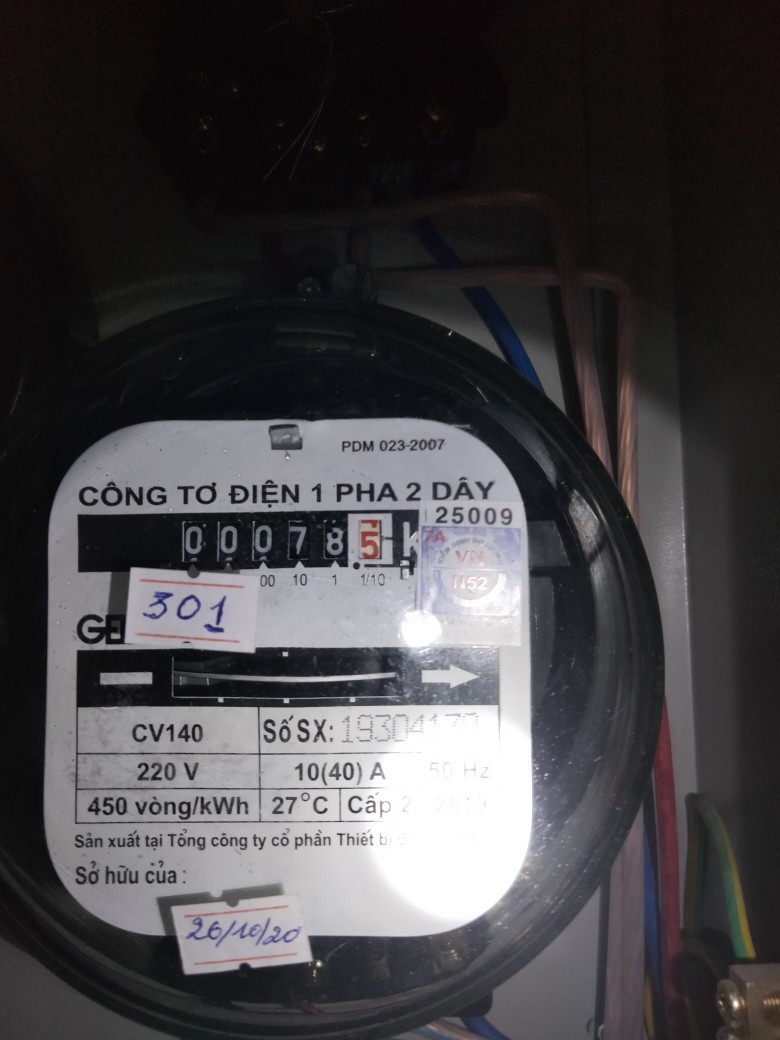 PDM 023-2007
CÔNG TƠ ĐIỆN 1 PHA 2 DÂY
25009
000785 k
7A
VN
N52
00 10 1 1/10
301
GE
CV140 Số SX:
220 V 10(40) A 50 Hz
450 vòng/kWh 27°C Cấp 2
Sản xuất tại Tổng công ty cổ phần Thiết bị
Sở hữu của :
26/10/20